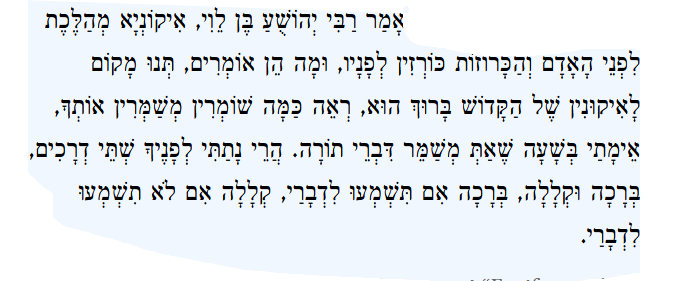 אָמַר רַבִּי יְהוֹשֻׁעַ בֶּן לֵוִי, אִיקוֹנְיָא מְהַלֶּכֶת
לִפְנֵי הָאָדָם וְהַכָּרוֹזוֹת כּוֹרְזִין לְפָנָיו, וּמָה הֵן אוֹמְרִים, תְּנוּ מָקוֹם
לָאִיקוּנִין שֶׁל הַקָּדוֹשׁ בָּרוּךְ הוּא, רְאֵה כַּמָּה שׁוֹמְרִין מְשַׁמְּרִין אוֹתְךָ,
אֵימָתַי בְּשָׁעָה שֶׁאַתְּ מְשַׁמֵּר דִּבְרֵי תוֹרָה. הֲרֵי נָתַתִּי לְפָנֶיךָ שְׁתֵּי דְרָכִים,
בְּרָכָה וּקְלָלָה, בְּרָכָה אִם תִּשְׁמְעוּ לִדְבָרַי, קְלָלָה אִם לֹא תִשְׁמְעוּ
לִדְבָרַי.